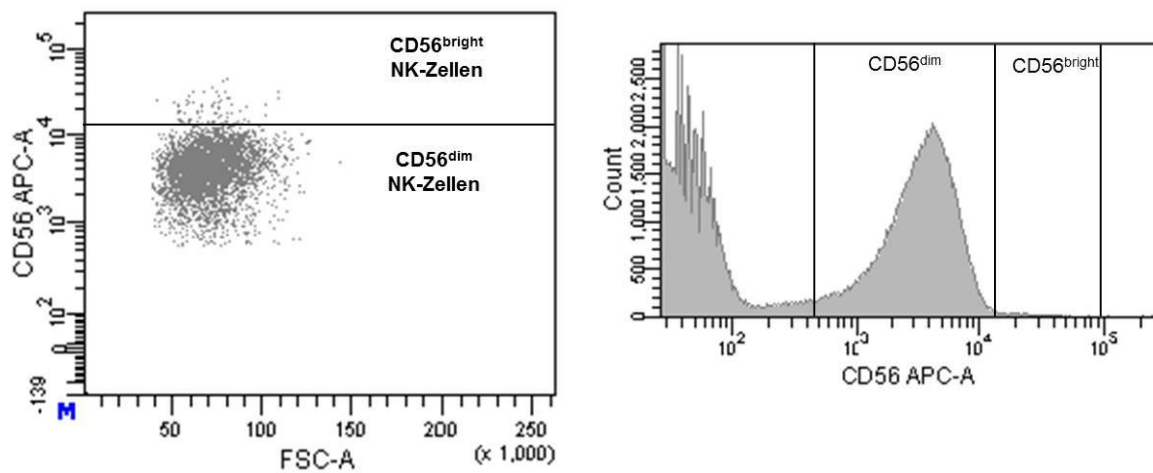 CD56bright
NK-Zellen
CD56dim
NK-Zellen
CD56 APC-A
10^5
10^4
10^3
10^2
0
-139
M
50 100 150 200 250
FSC-A (x 1,000)
CD56dim CD56bright
Count
2.500
2.000
1.500
1.000
500
0
10^2 10^3 10^4 10^5
CD56 APC-A